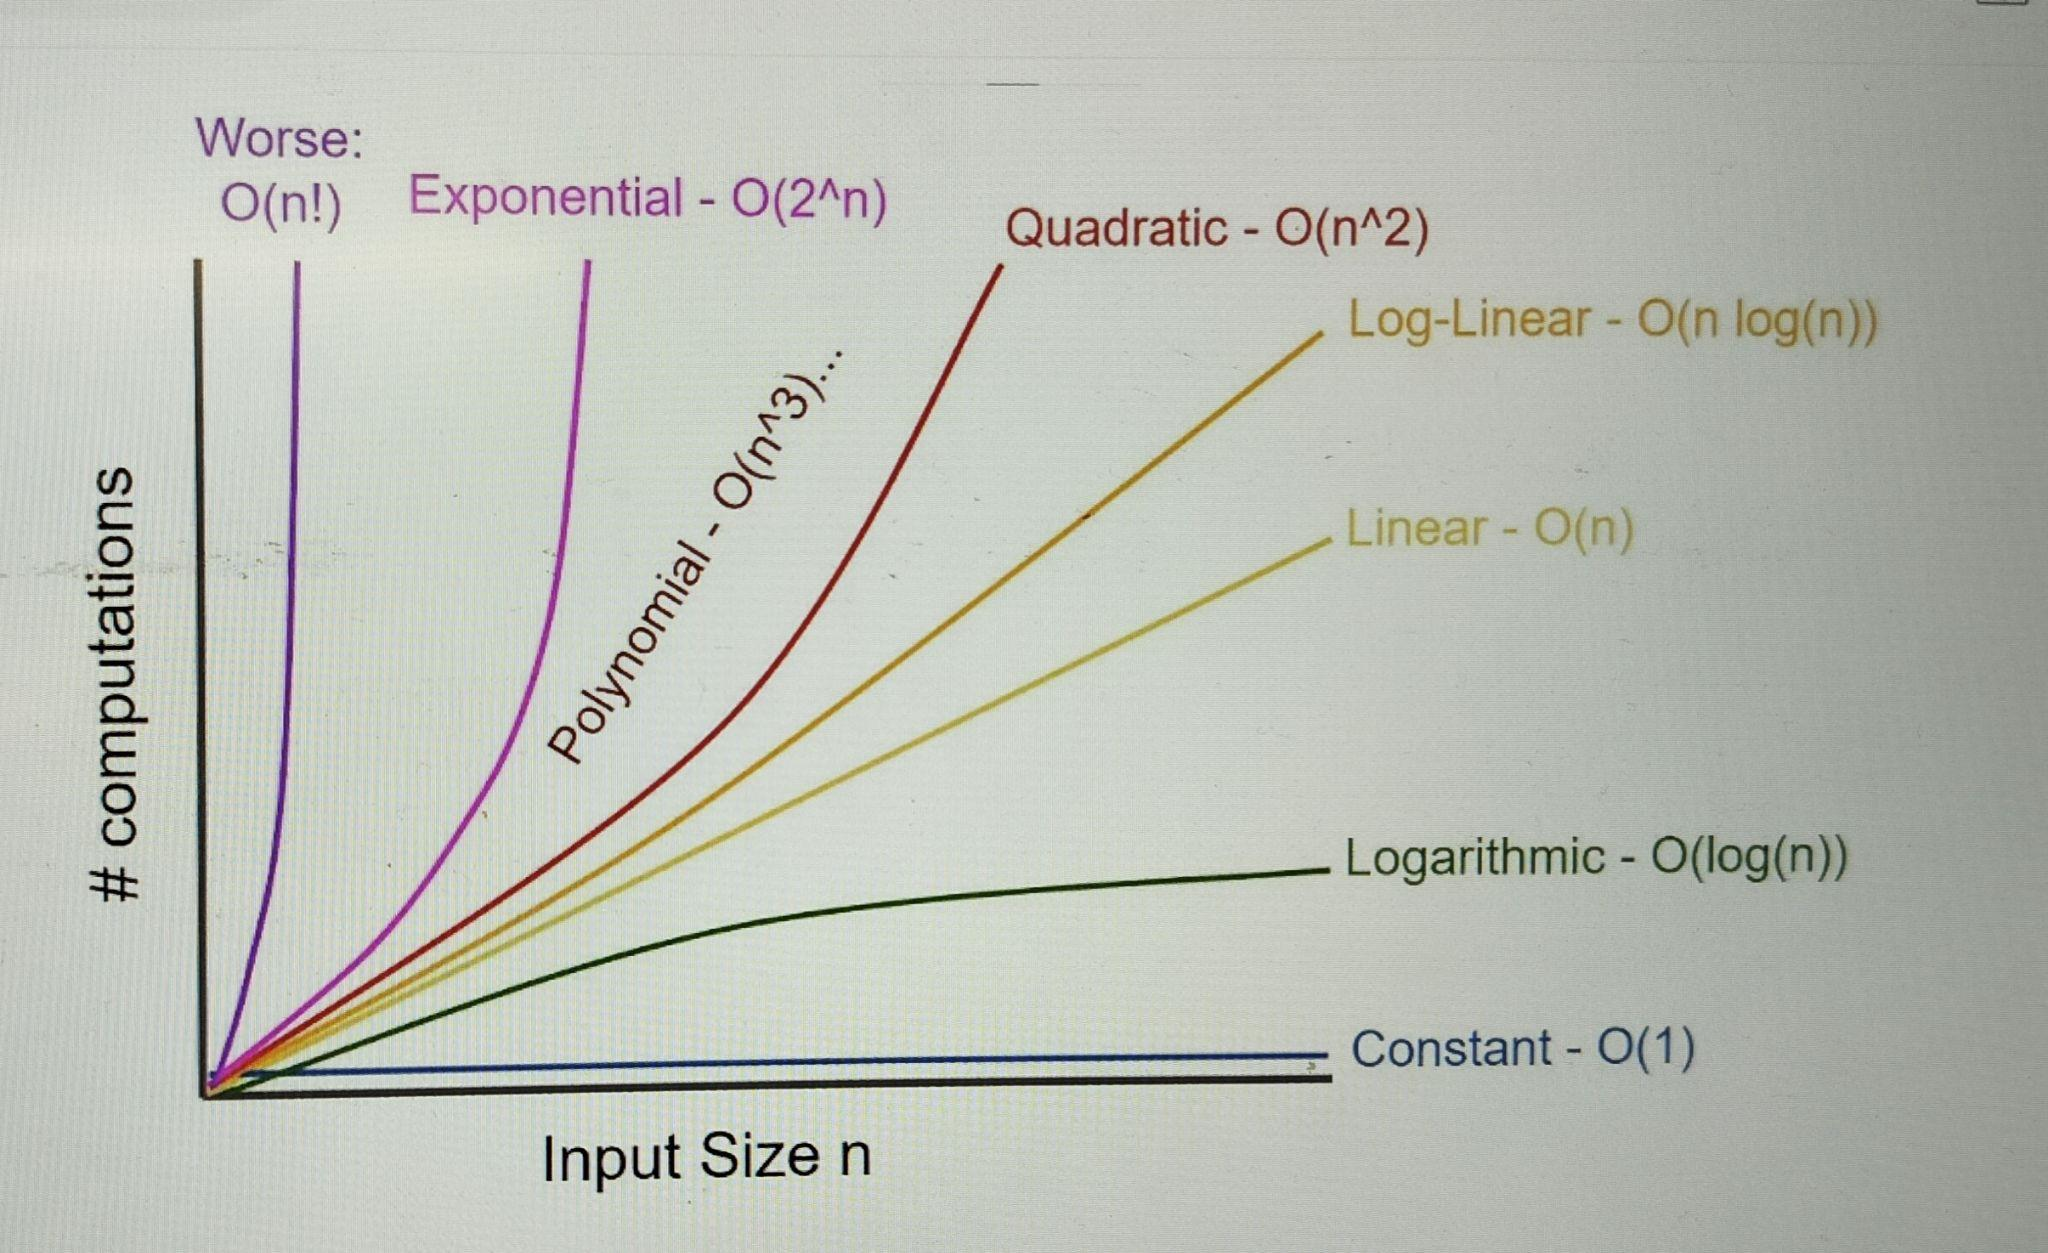 Worse:
O(n!)
Exponential - O(2^n)
Quadratic - O(n^2)
Log-Linear - O(n log(n))
Polynomial - O(n^3)...
Linear - O(n)
# computations
Logarithmic - O(log(n))
Constant - O(1)
Input Size n